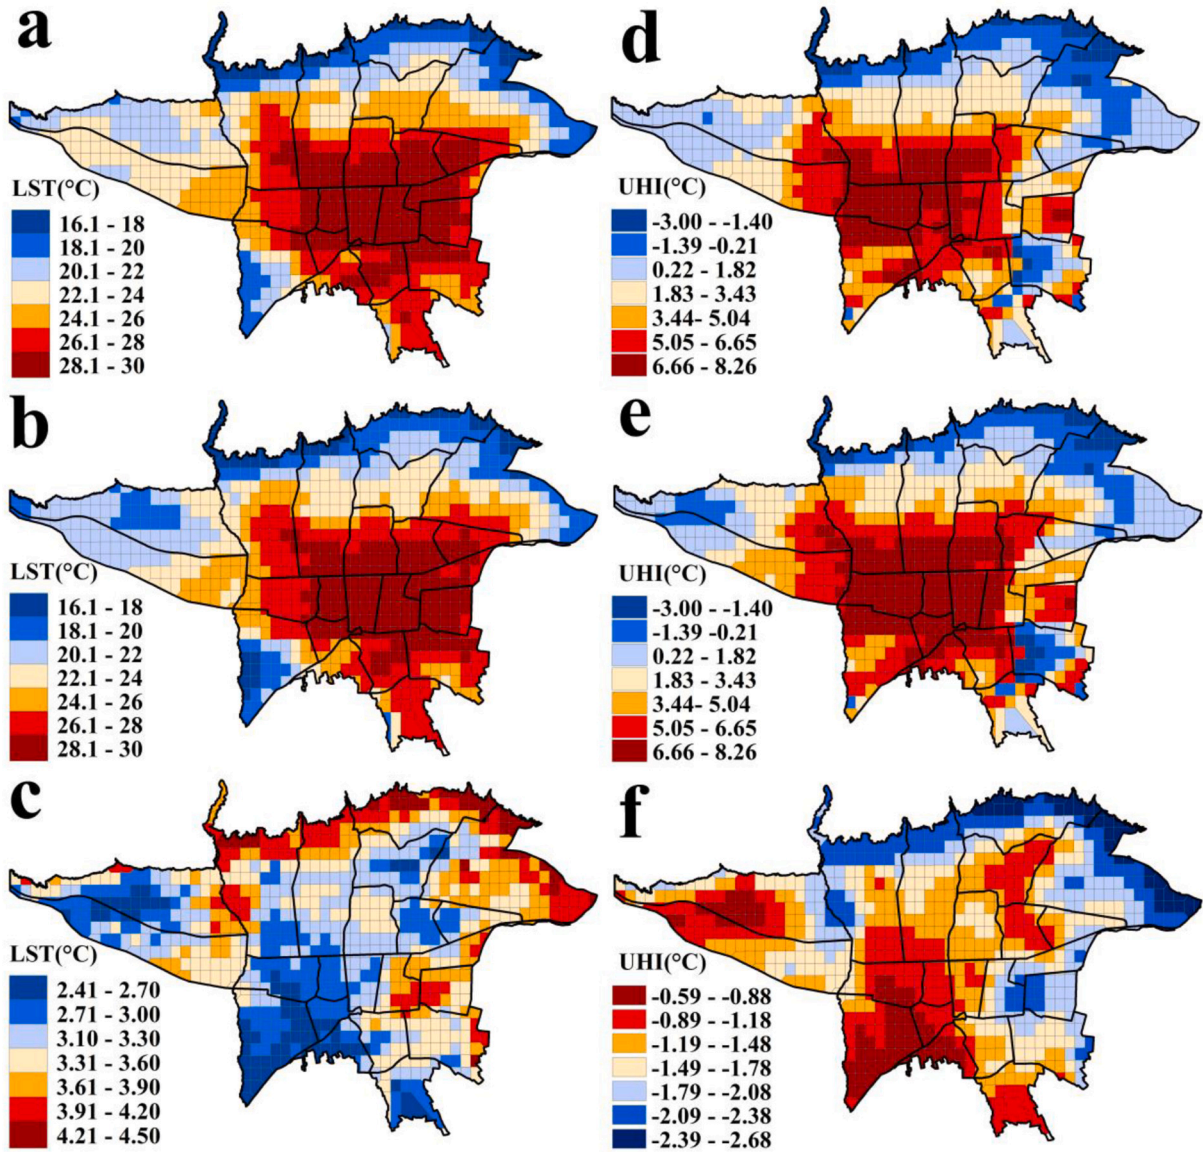 a
LST(°C)
16.1 - 18
18.1 - 20
20.1 - 22
22.1 - 24
24.1 - 26
26.1 - 28
28.1 - 30
d
UHI(°C)
-3.00 - -1.40
-1.39 -0.21
0.22 - 1.82
1.83 - 3.43
3.44- 5.04
5.05 - 6.65
6.66 - 8.26
b
LST(°C)
16.1 - 18
18.1 - 20
20.1 - 22
22.1 - 24
24.1 - 26
26.1 - 28
28.1 - 30
e
UHI(°C)
-3.00 - -1.40
-1.39 -0.21
0.22 - 1.82
1.83 - 3.43
3.44- 5.04
5.05 - 6.65
6.66 - 8.26
c
LST(°C)
2.41 - 2.70
2.71 - 3.00
3.10 - 3.30
3.31 - 3.60
3.61 - 3.90
3.91 - 4.20
4.21 - 4.50
f
UHI(°C)
-0.59 - -0.88
-0.89 - -1.18
-1.19 - -1.48
-1.49 - -1.78
-1.79 - -2.08
-2.09 - -2.38
-2.39 - -2.68